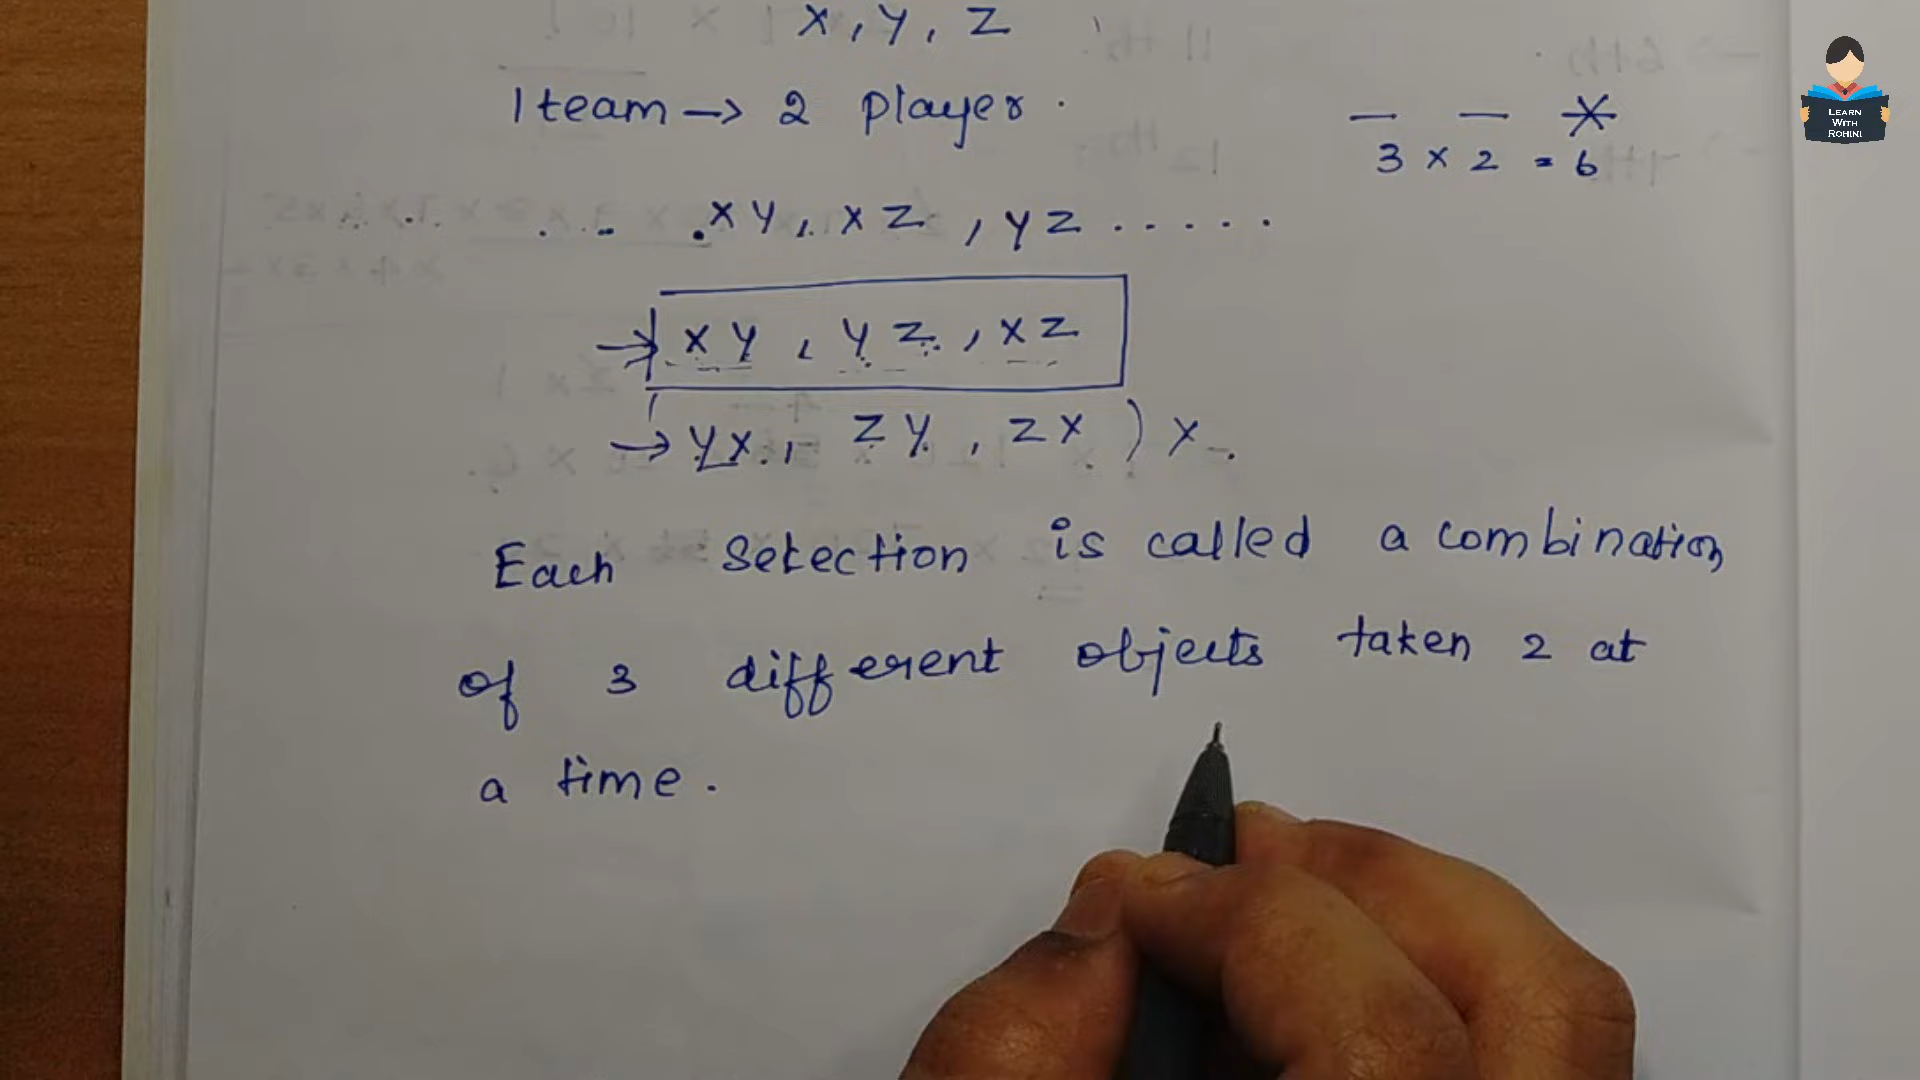 x, y, z
1 team → 2 player.
— — X
3 x 2 = 6
. xy, xz, yz .....
→ xy, yz, xz
→ yx, zy, zx ) x.
Each Selection is called a combination
of 3 different objects taken 2 at
a time.
LEARN
WITH
ROHINI